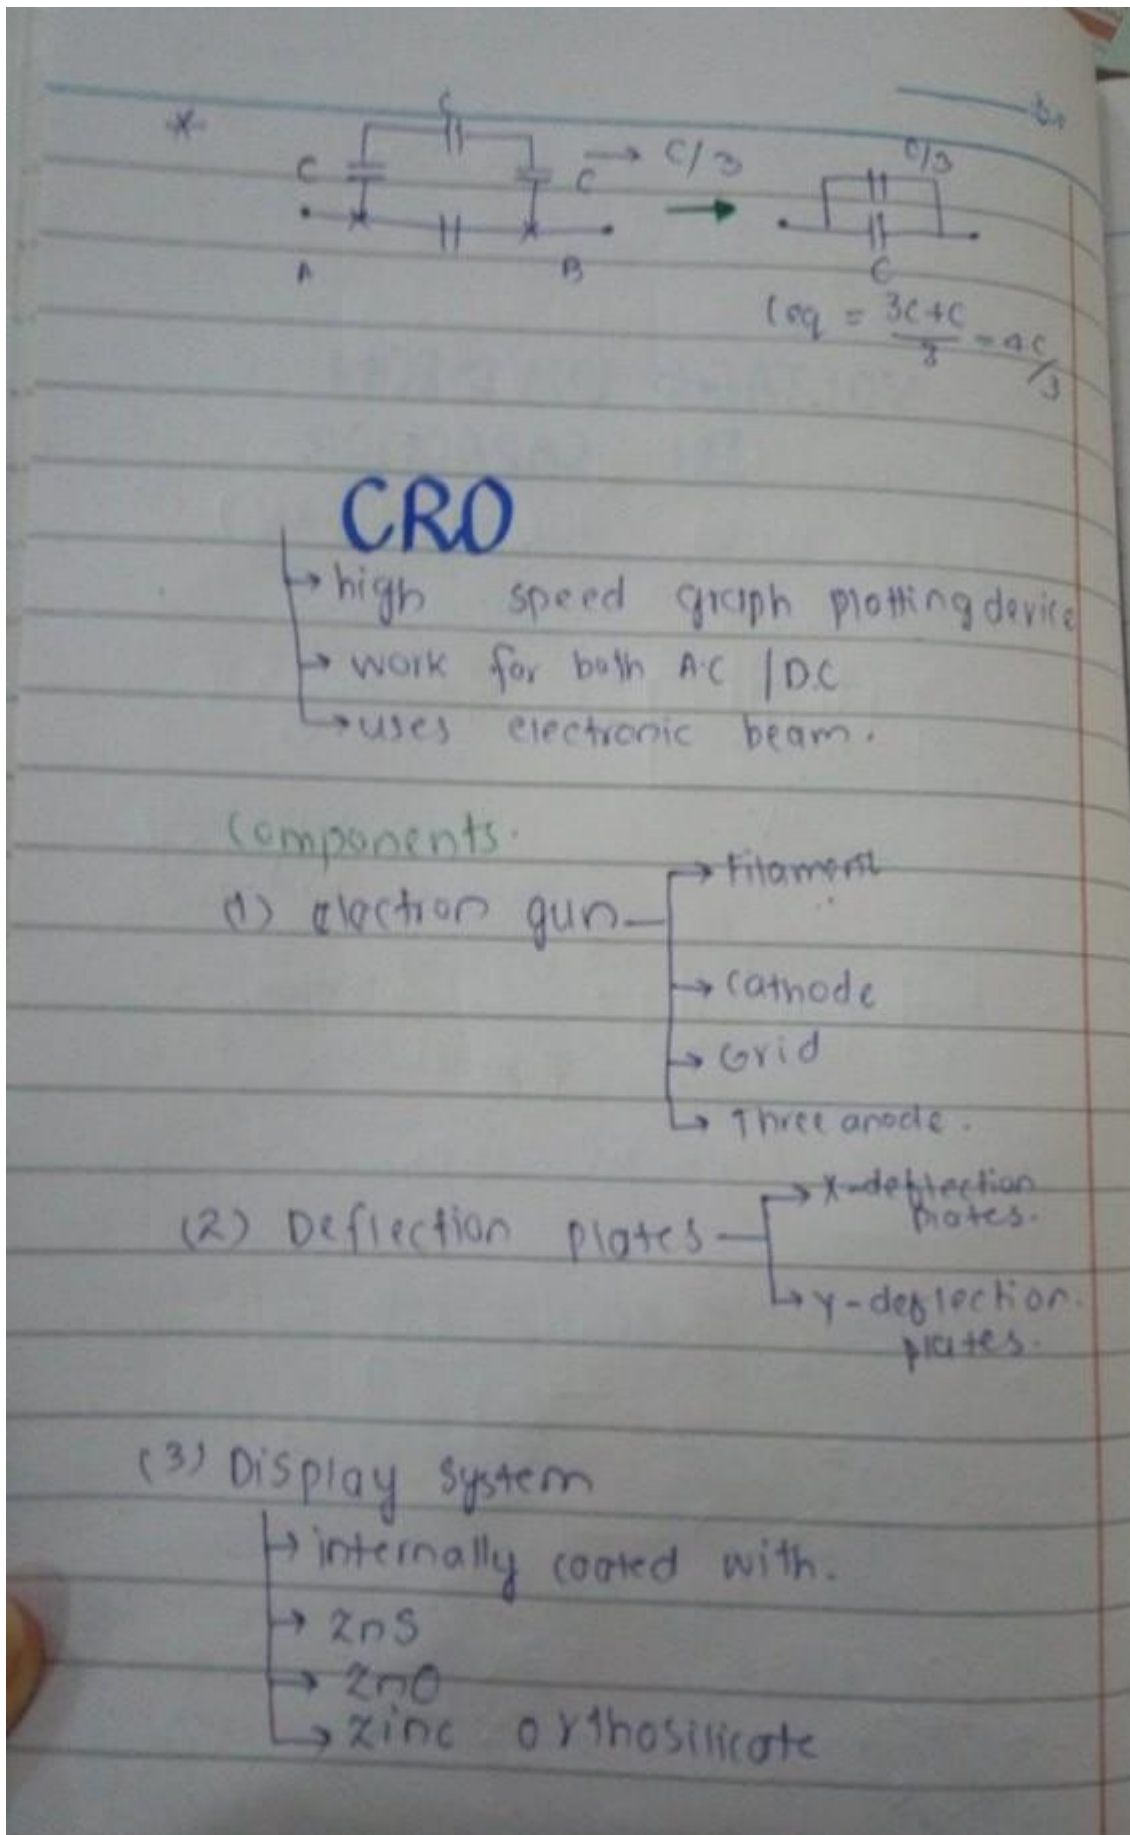 C
C C → C/3 C/3
A B C
Ceq = 3C+C/3 = 4C/3
CRO
→ high speed graph plotting device
→ work for both A.C / D.C
→ uses electronic beam.
Components.
(1) electron gun → Filament
→ Cathode
→ Grid
→ Three anode.
(2) Deflection plates → X-deflection plates.
→ Y-deflection plates.
(3) Display system
→ internally coated with.
→ ZnS
→ ZnO
→ zinc orthosilicate